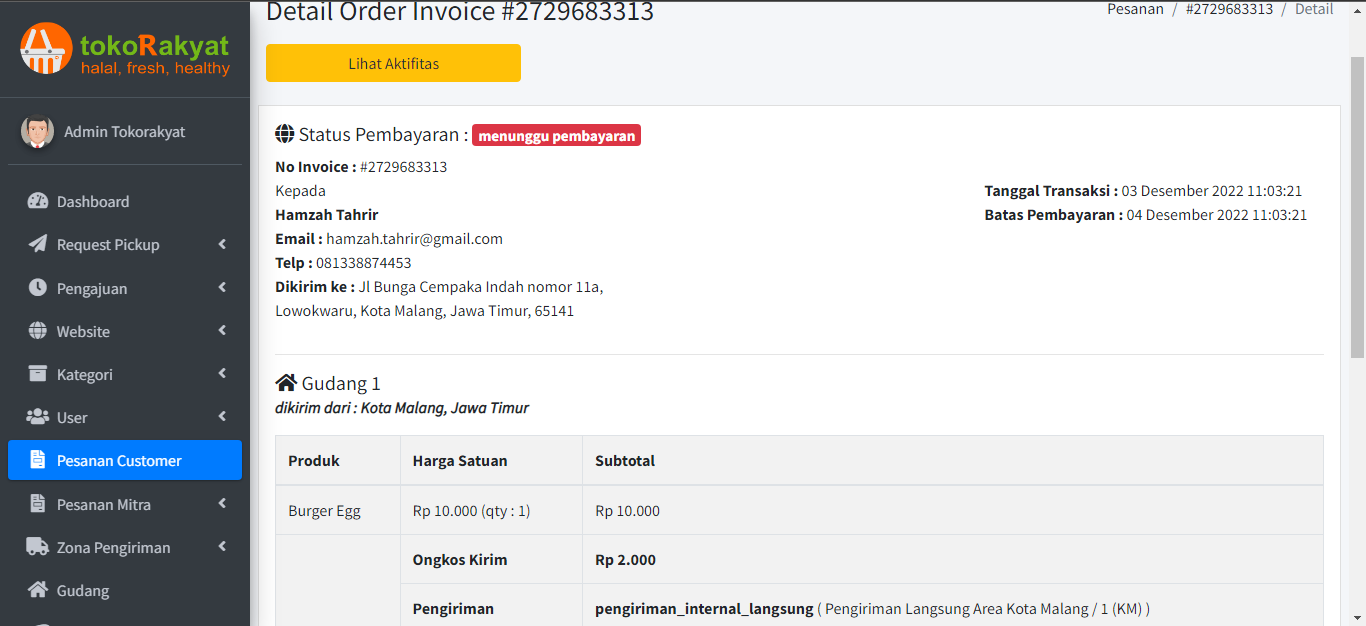 Detail Order Invoice #2729683313
Pesanan / #2729683313 / Detail
tokoRakyat
halal, fresh, healthy
Lihat Aktifitas
Admin Tokorakyat
Dashboard
Request Pickup
Pengajuan
Website
Kategori
User
Pesanan Customer
Pesanan Mitra
Zona Pengiriman
Gudang
Status Pembayaran : menunggu pembayaran
No Invoice : #2729683313
Kepada
Hamzah Tahrir
Email : hamzah.tahrir@gmail.com
Telp : 081338874453
Dikirim ke : Jl Bunga Cempaka Indah nomor 11a,
Lowokwaru, Kota Malang, Jawa Timur, 65141
Tanggal Transaksi : 03 Desember 2022 11:03:21
Batas Pembayaran : 04 Desember 2022 11:03:21
Gudang 1
dikirim dari : Kota Malang, Jawa Timur
Produk Harga Satuan Subtotal
Burger Egg Rp 10.000 (qty : 1) Rp 10.000
Ongkos Kirim Rp 2.000
Pengiriman pengiriman_internal_langsung ( Pengiriman Langsung Area Kota Malang / 1 (KM) )